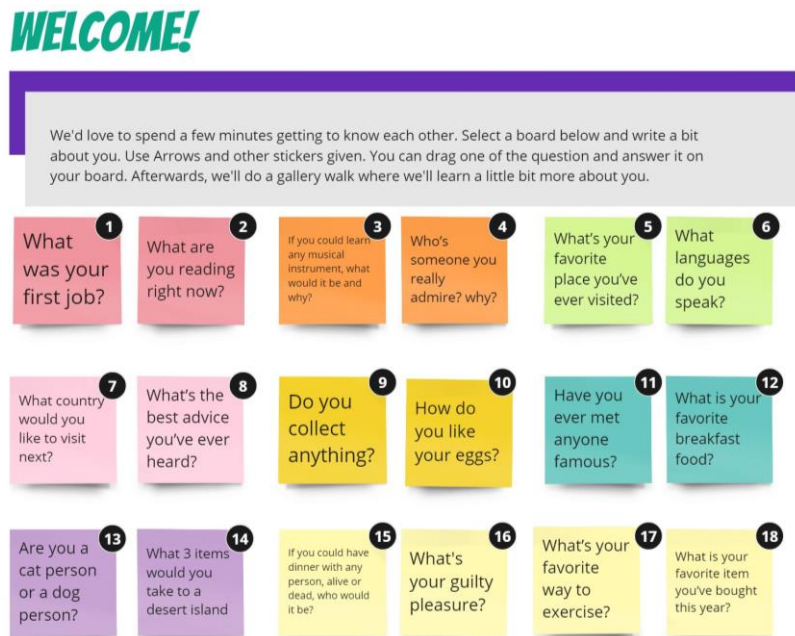 WELCOME!
We'd love to spend a few minutes getting to know each other. Select a board below and write a bit
about you. Use Arrows and other stickers given. You can drag one of the question and answer it on
your board. Afterwards, we'll do a gallery walk where we'll learn a little bit more about you.
1
What
was your
first job?
2
What are
you reading
right now?
3
If you could learn
any musical
instrument, what
would it be and
why?
4
Who's
someone you
really
admire? why?
5
What's your
favorite
place you've
ever visited?
6
What
languages
do you
speak?
7
What country
would you
like to visit
next?
8
What's the
best advice
you've ever
heard?
9
Do you
collect
anything?
10
How do
you like
your eggs?
11
Have you
ever met
anyone
famous?
12
What is your
favorite
breakfast
food?
13
Are you a
cat person
or a dog
person?
14
What 3 items
would you
take to a
desert island
15
If you could have
dinner with any
person, alive or
dead, who would
it be?
16
What's
your guilty
pleasure?
17
What's your
favorite
way to
exercise?
18
What is your
favorite item
you've bought
this year?